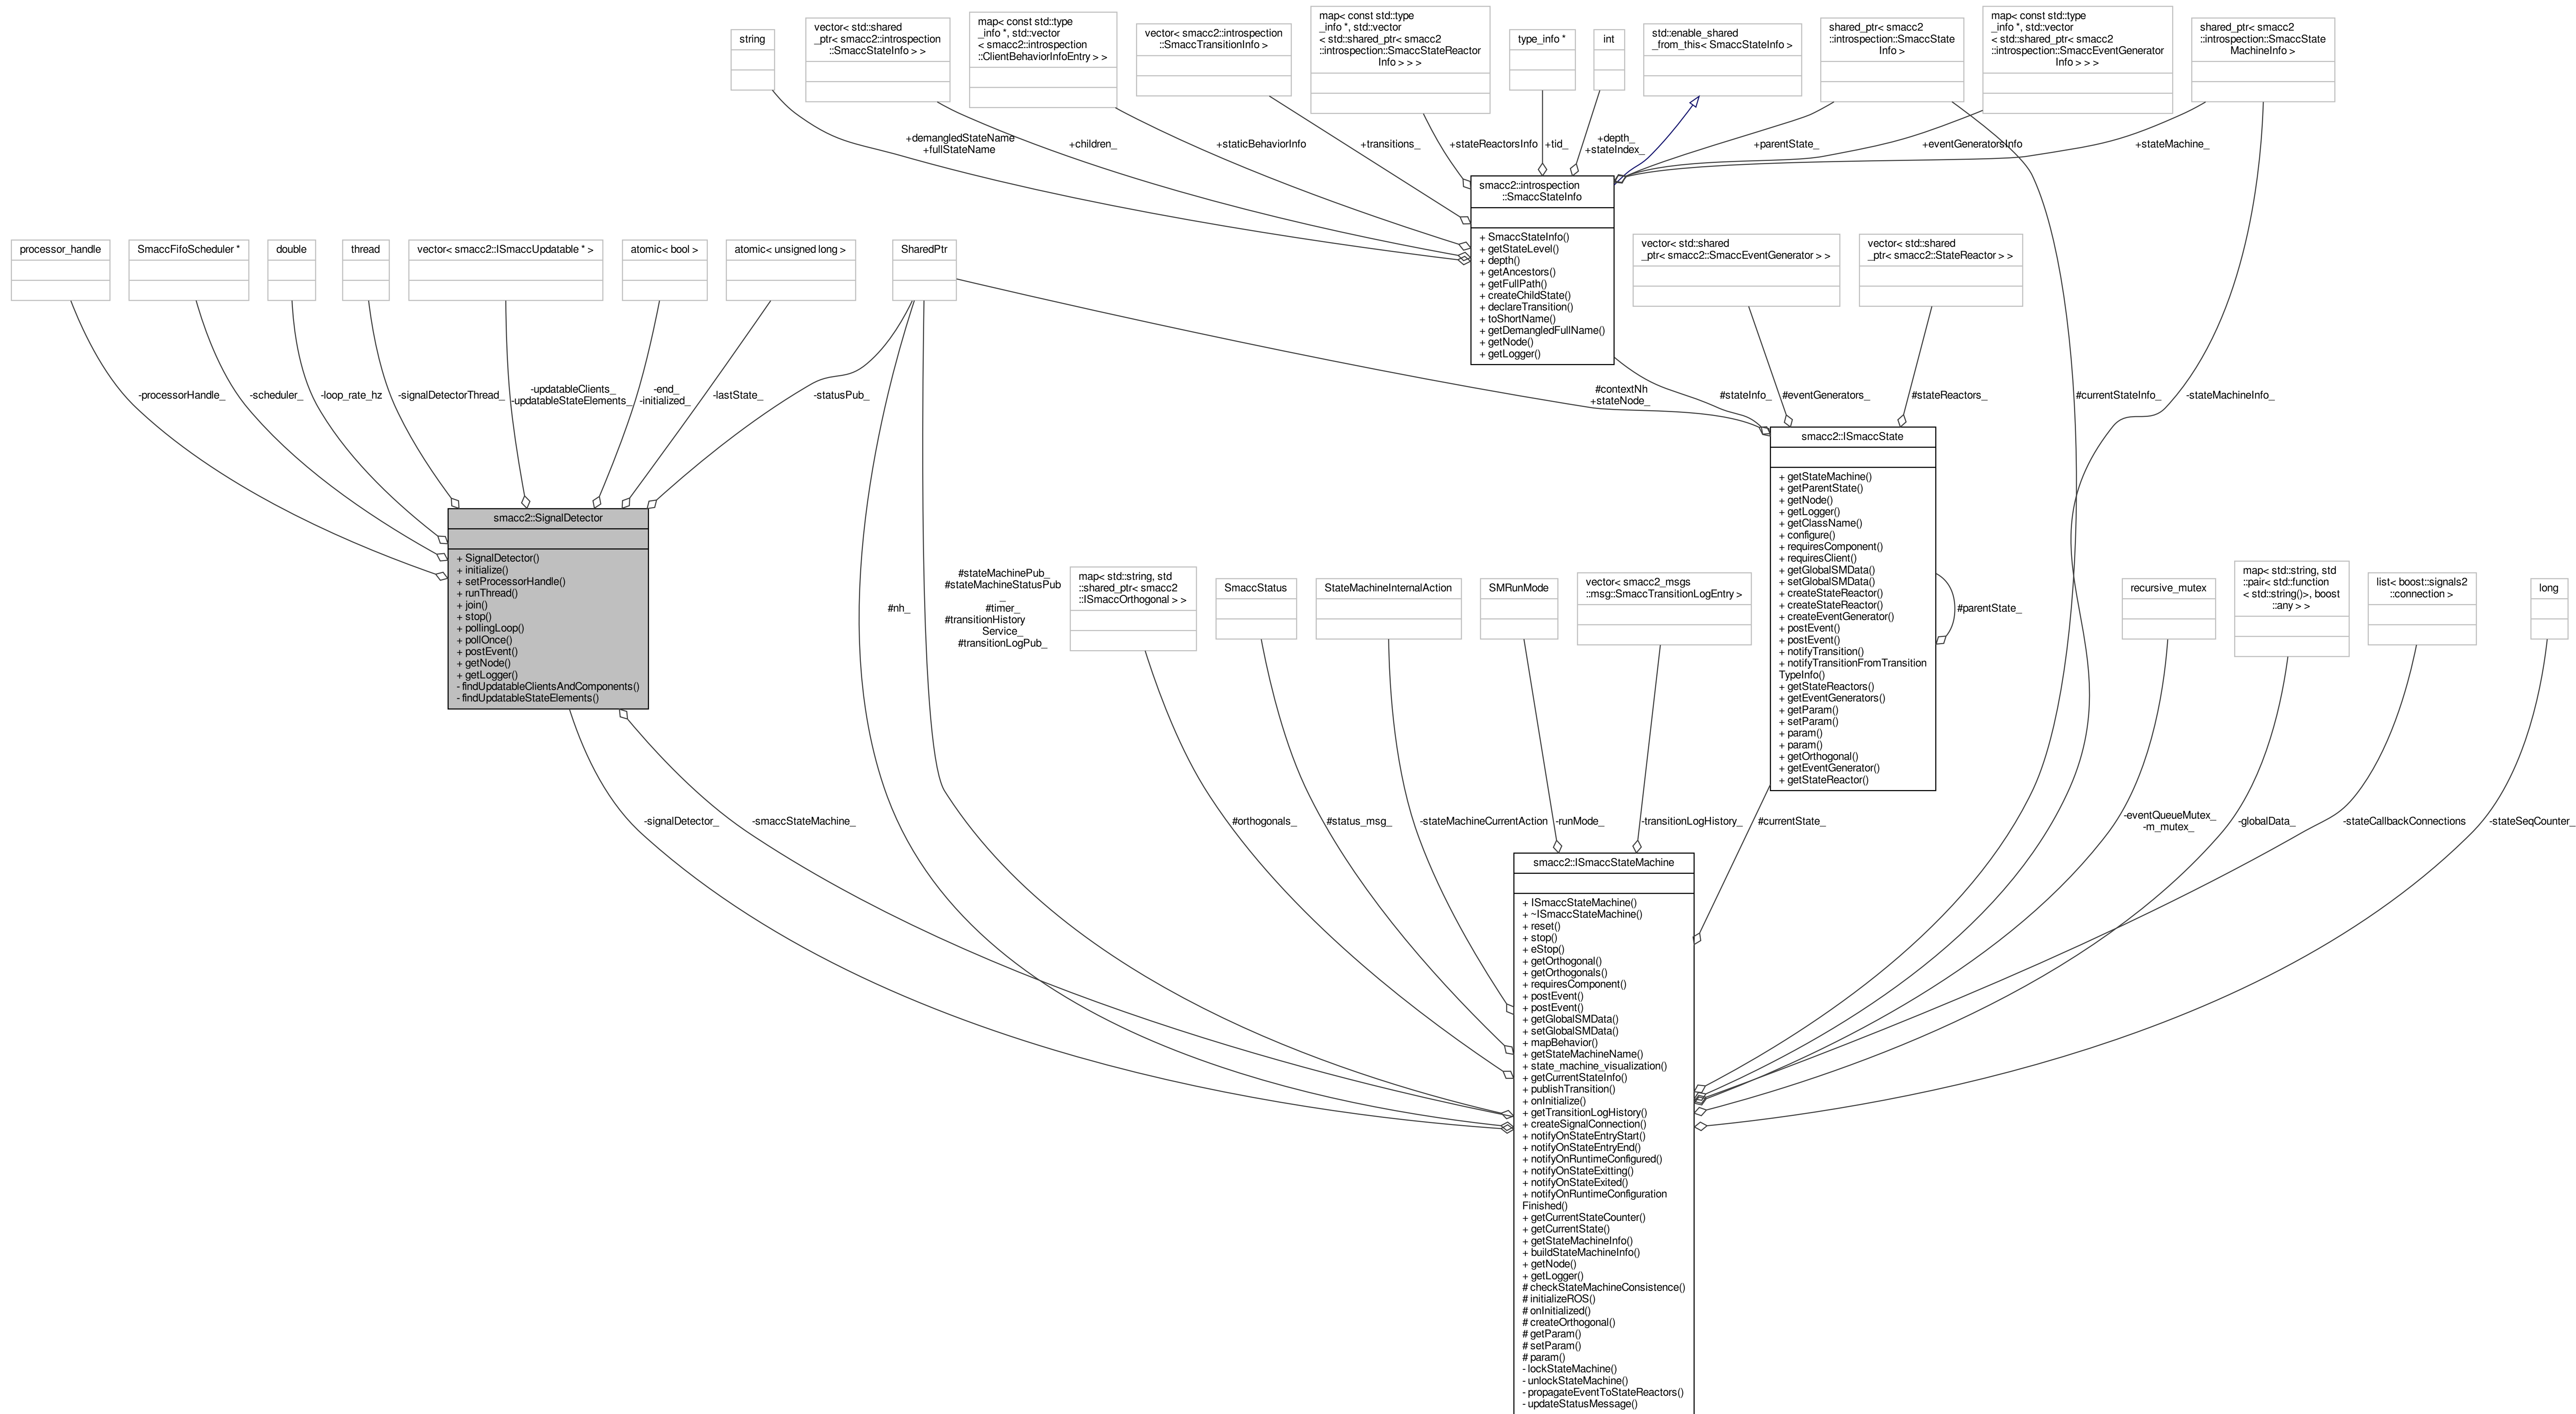 string
vector< std::shared
_ptr< smacc2::introspection
::SmaccStateInfo > >
map< const std::type
_info *, std::vector
< smacc2::introspection
::ClientBehaviorInfoEntry > >
vector< smacc2::introspection
::SmaccTransitionInfo >
map< const std::type
_info *, std::vector
< std::shared_ptr< smacc2
::introspection::SmaccStateReactor
Info > > >
type_info *
int
std::enable_shared
_from_this< SmaccStateInfo >
shared_ptr< smacc2
::introspection::SmaccState
Info >
map< const std::type
_info *, std::vector
< std::shared_ptr< smacc2
::introspection::SmaccEventGenerator
Info > > >
shared_ptr< smacc2
::introspection::SmaccState
MachineInfo >
+demangledStateName
+fullStateName
+children_
+staticBehaviorInfo
+transitions_
+stateReactorsInfo
+tid_
+depth_
+stateIndex_
+parentState_
+eventGeneratorsInfo
+stateMachine_
smacc2::introspection
::SmaccStateInfo
+ SmaccStateInfo()
+ getStateLevel()
+ depth()
+ getAncestors()
+ getFullPath()
+ createChildState()
+ declareTransition()
+ toShortName()
+ getDemangledFullName()
+ getNode()
+ getLogger()
processor_handle
SmaccFifoScheduler *
double
thread
vector< smacc2::ISmaccUpdatable * >
atomic< bool >
atomic< unsigned long >
SharedPtr
vector< std::shared
_ptr< smacc2::SmaccEventGenerator > >
vector< std::shared
_ptr< smacc2::StateReactor > >
-processorHandle_
-scheduler_
-loop_rate_hz
-signalDetectorThread_
-updatableClients_
-updatableStateElements_
-end_
-initialized_
-lastState_
-statusPub_
#contextNh
+stateNode_
#stateInfo_
#eventGenerators_
#stateReactors_
#currentStateInfo_
-stateMachineInfo_
smacc2::SignalDetector
+ SignalDetector()
+ initialize()
+ setProcessorHandle()
+ runThread()
+ join()
+ stop()
+ pollingLoop()
+ pollOnce()
+ postEvent()
+ getNode()
+ getLogger()
- findUpdatableClientsAndComponents()
- findUpdatableStateElements()
smacc2::ISmaccState
+ getStateMachine()
+ getParentState()
+ getNode()
+ getLogger()
+ getClassName()
+ configure()
+ requiresComponent()
+ requiresClient()
+ getGlobalSMData()
+ setGlobalSMData()
+ createStateReactor()
+ createStateReactor()
+ createEventGenerator()
+ postEvent()
+ postEvent()
+ notifyTransition()
+ notifyTransitionFromTransition
TypeInfo()
+ getStateReactors()
+ getEventGenerators()
+ getParam()
+ setParam()
+ param()
+ param()
+ getOrthogonal()
+ getEventGenerator()
+ getStateReactor()
#parentState_
#nh_
#stateMachinePub_
#stateMachineStatusPub
_
#timer_
#transitionHistory
Service_
#transitionLogPub_
map< std::string, std
::shared_ptr< smacc2
::ISmaccOrthogonal > >
SmaccStatus
StateMachineInternalAction
SMRunMode
vector< smacc2_msgs
::msg::SmaccTransitionLogEntry >
recursive_mutex
map< std::string, std
::pair< std::function
< std::string()>, boost
::any > >
list< boost::signals2
::connection >
long
-signalDetector_
-smaccStateMachine_
#orthogonals_
#status_msg_
-stateMachineCurrentAction
-runMode_
-transitionLogHistory_
#currentState_
-eventQueueMutex_
-m_mutex_
-globalData_
-stateCallbackConnections
-stateSeqCounter_
smacc2::ISmaccStateMachine
+ ISmaccStateMachine()
+ ~ISmaccStateMachine()
+ reset()
+ stop()
+ eStop()
+ getOrthogonal()
+ getOrthogonals()
+ requiresComponent()
+ postEvent()
+ postEvent()
+ getGlobalSMData()
+ setGlobalSMData()
+ mapBehavior()
+ getStateMachineName()
+ state_machine_visualization()
+ getCurrentStateInfo()
+ publishTransition()
+ onInitialize()
+ getTransitionLogHistory()
+ createSignalConnection()
+ notifyOnStateEntryStart()
+ notifyOnStateEntryEnd()
+ notifyOnRuntimeConfigured()
+ notifyOnStateExitting()
+ notifyOnStateExited()
+ notifyOnRuntimeConfiguration
Finished()
+ getCurrentStateCounter()
+ getCurrentState()
+ getStateMachineInfo()
+ buildStateMachineInfo()
+ getNode()
+ getLogger()
# checkStateMachineConsistence()
# initializeROS()
# onInitialized()
# createOrthogonal()
# getParam()
# setParam()
# param()
- lockStateMachine()
- unlockStateMachine()
- propagateEventToStateReactors()
- updateStatusMessage()